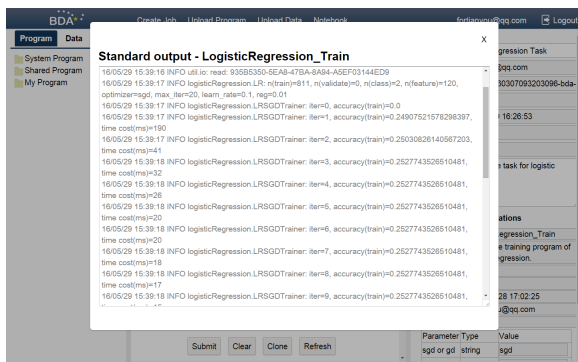 BDA
Create Job Upload Program Upload Data Notebook
@qq.com
Logout
Program Data
System Program
Shared Program
My Program
X
Standard output - LogisticRegression_Train
16/05/29 15:39:16 INFO util.io: read: 935B5350-5EA8-47BA-8A94-A5EF03144ED9
16/05/29 15:39:17 INFO logisticRegression.LR: n(train)=811, n(validate)=0, n(class)=2, n(feature)=120,
optimizer=sgd, max_iter=20, learn_rate=0.1, reg=0.01
16/05/29 15:39:17 INFO logisticRegression.LRSGDTrainer: iter=0, accuracy(train)=0.0
16/05/29 15:39:17 INFO logisticRegression.LRSGDTrainer: iter=1, accuracy(train)=0.24907521578298397,
time cost(ms)=190
16/05/29 15:39:17 INFO logisticRegression.LRSGDTrainer: iter=2, accuracy(train)=0.25030826140567203,
time cost(ms)=41
16/05/29 15:39:18 INFO logisticRegression.LRSGDTrainer: iter=3, accuracy(train)=0.2527743526510481,
time cost(ms)=32
16/05/29 15:39:18 INFO logisticRegression.LRSGDTrainer: iter=4, accuracy(train)=0.2527743526510481,
time cost(ms)=26
16/05/29 15:39:18 INFO logisticRegression.LRSGDTrainer: iter=5, accuracy(train)=0.2527743526510481,
time cost(ms)=20
16/05/29 15:39:18 INFO logisticRegression.LRSGDTrainer: iter=6, accuracy(train)=0.2527743526510481,
time cost(ms)=20
16/05/29 15:39:18 INFO logisticRegression.LRSGDTrainer: iter=7, accuracy(train)=0.2527743526510481,
time cost(ms)=18
16/05/29 15:39:18 INFO logisticRegression.LRSGDTrainer: iter=8, accuracy(train)=0.2527743526510481,
time cost(ms)=17
16/05/29 15:39:18 INFO logisticRegression.LRSGDTrainer: iter=9, accuracy(train)=0.2527743526510481,
gression Task
@qq.com
60307093203096-bda-
16:26:53
e task for logistic
ations
egression_Train
e training program of
egression.
28 17:02:25
u@qq.com
Submit Clear Clone Refresh
Parameter Type Value
sgd or gd string sgd